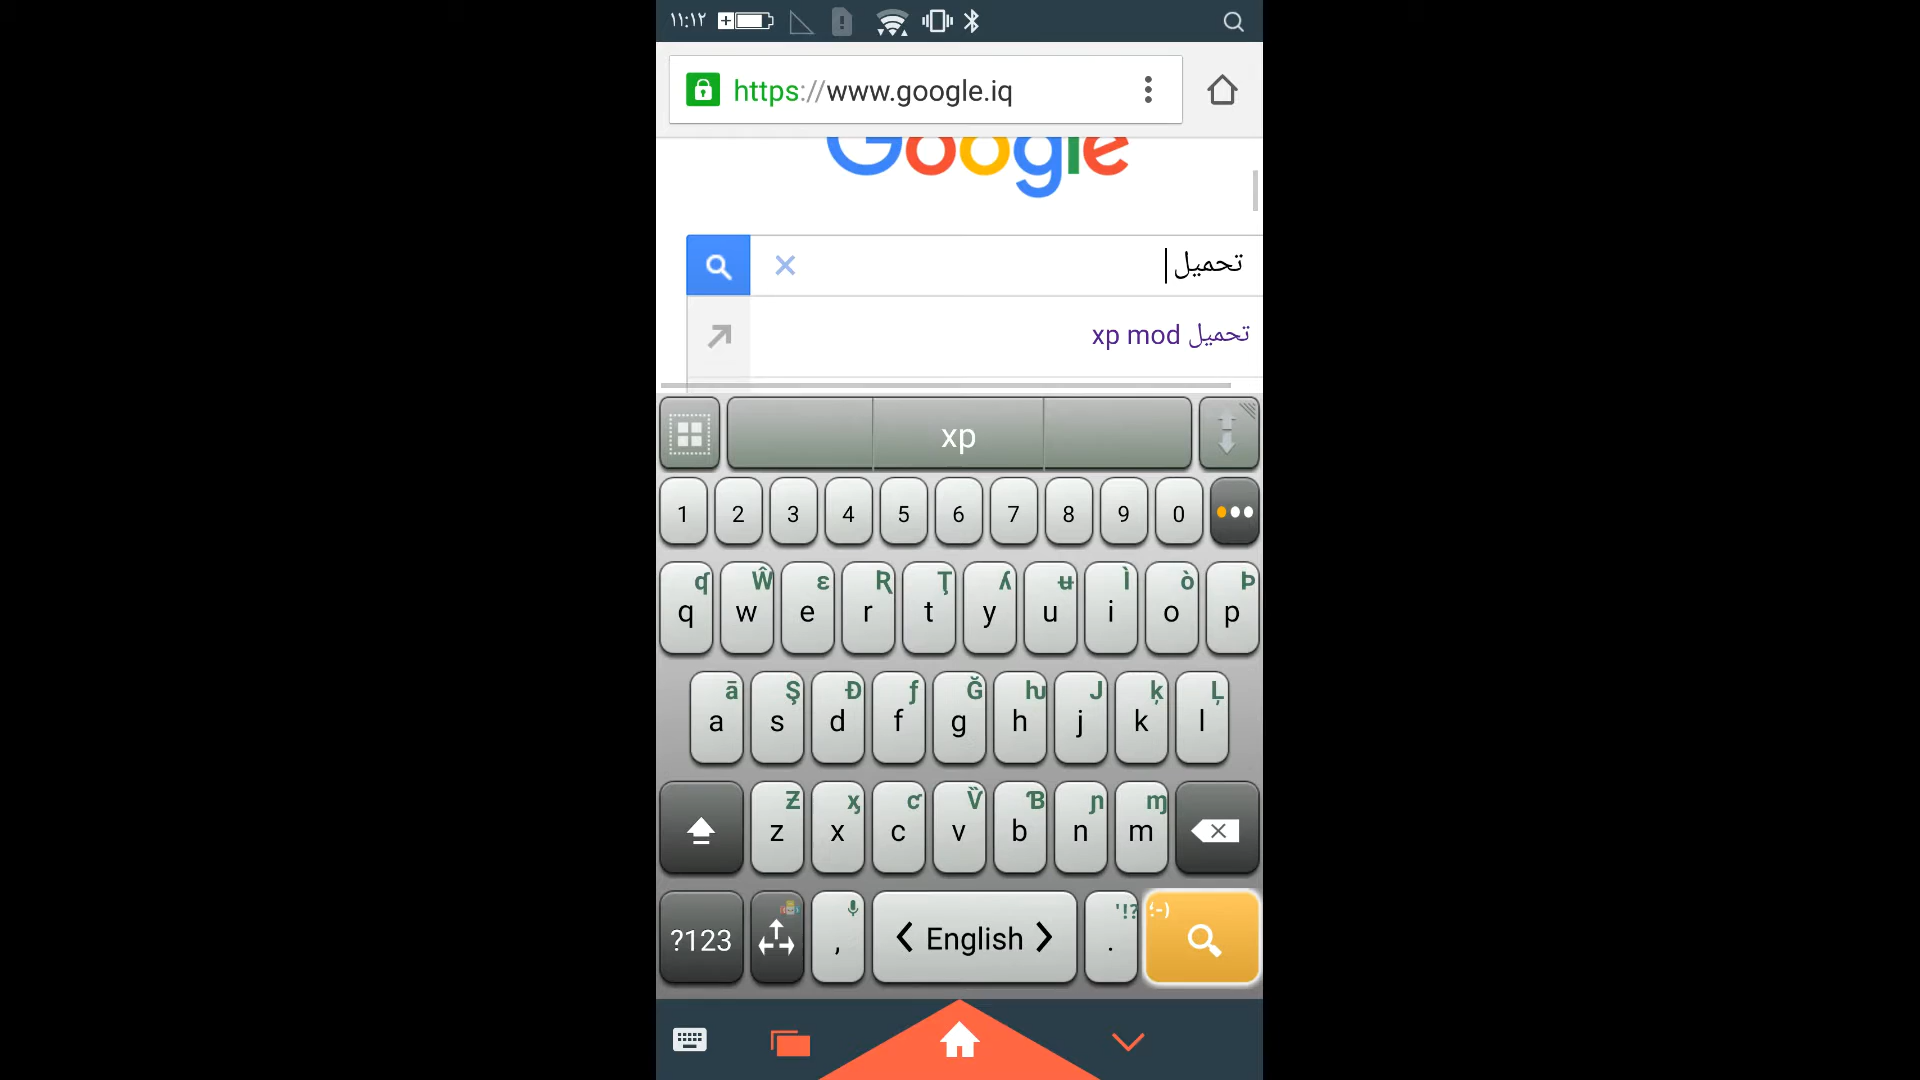 ١١:١٢
https://www.google.iq
Google
تحميل
تحميل xp mod
xp
1 2 3 4 5 6 7 8 9 0
q w e r t y u i o p
a s d f g h j k l
z x c v b n m
?123 , English .